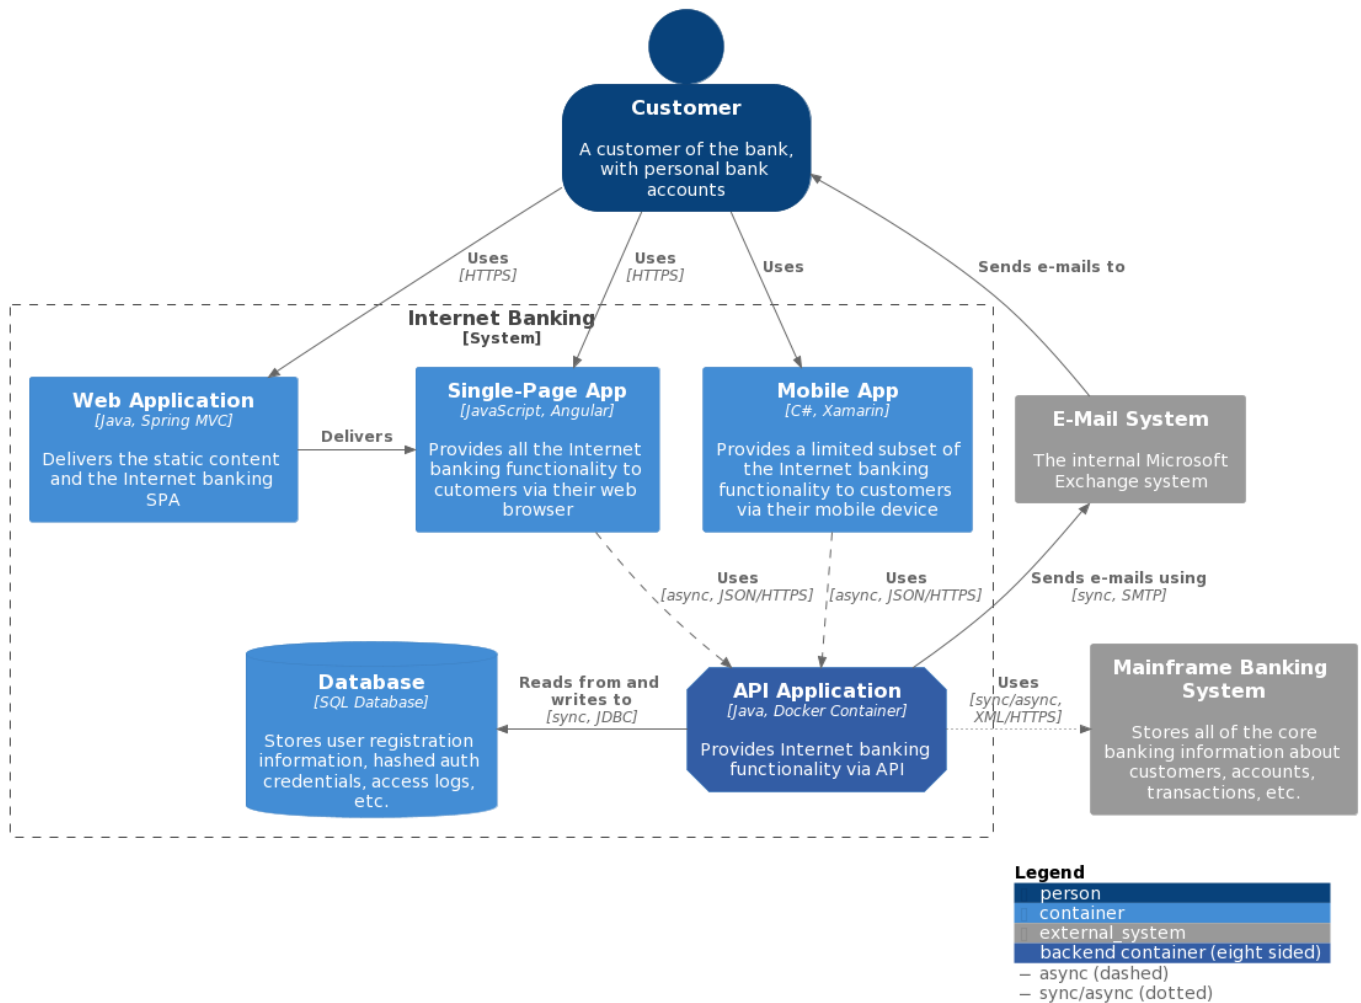 Customer
A customer of the bank,
with personal bank
accounts
Uses
[HTTPS]
Uses
[HTTPS]
Uses
Sends e-mails to
Internet Banking
[System]
Web Application
[Java, Spring MVC]
Delivers the static content
and the Internet banking
SPA
Delivers
Single-Page App
[JavaScript, Angular]
Provides all the Internet
banking functionality to
cutomers via their web
browser
Mobile App
[C#, Xamarin]
Provides a limited subset of
the Internet banking
functionality to customers
via their mobile device
E-Mail System
The internal Microsoft
Exchange system
Uses
[async, JSON/HTTPS]
Uses
[async, JSON/HTTPS]
Sends e-mails using
[sync, SMTP]
Database
[SQL Database]
Stores user registration
information, hashed auth
credentials, access logs,
etc.
Reads from and
writes to
[sync, JDBC]
API Application
[Java, Docker Container]
Provides Internet banking
functionality via API
Uses
[sync/async,
XML/HTTPS]
Mainframe Banking
System
Stores all of the core
banking information about
customers, accounts,
transactions, etc.
Legend
person
container
external_system
backend container (eight sided)
— async (dashed)
— sync/async (dotted)